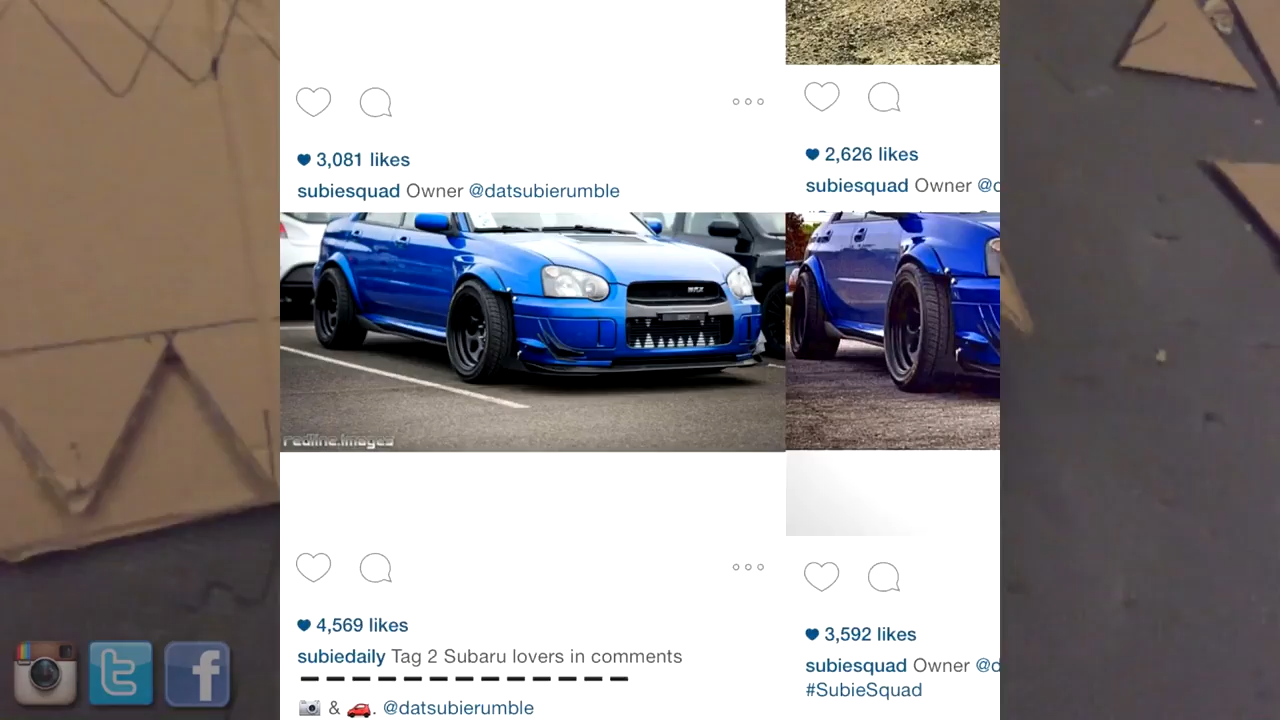 3,081 likes
subiesquad Owner @datsubierumble
2,626 likes
subiesquad Owner @d
WRX
redline.images
4,569 likes
subiedaily Tag 2 Subaru lovers in comments
& . @datsubierumble
3,592 likes
subiesquad Owner @d
#SubieSquad